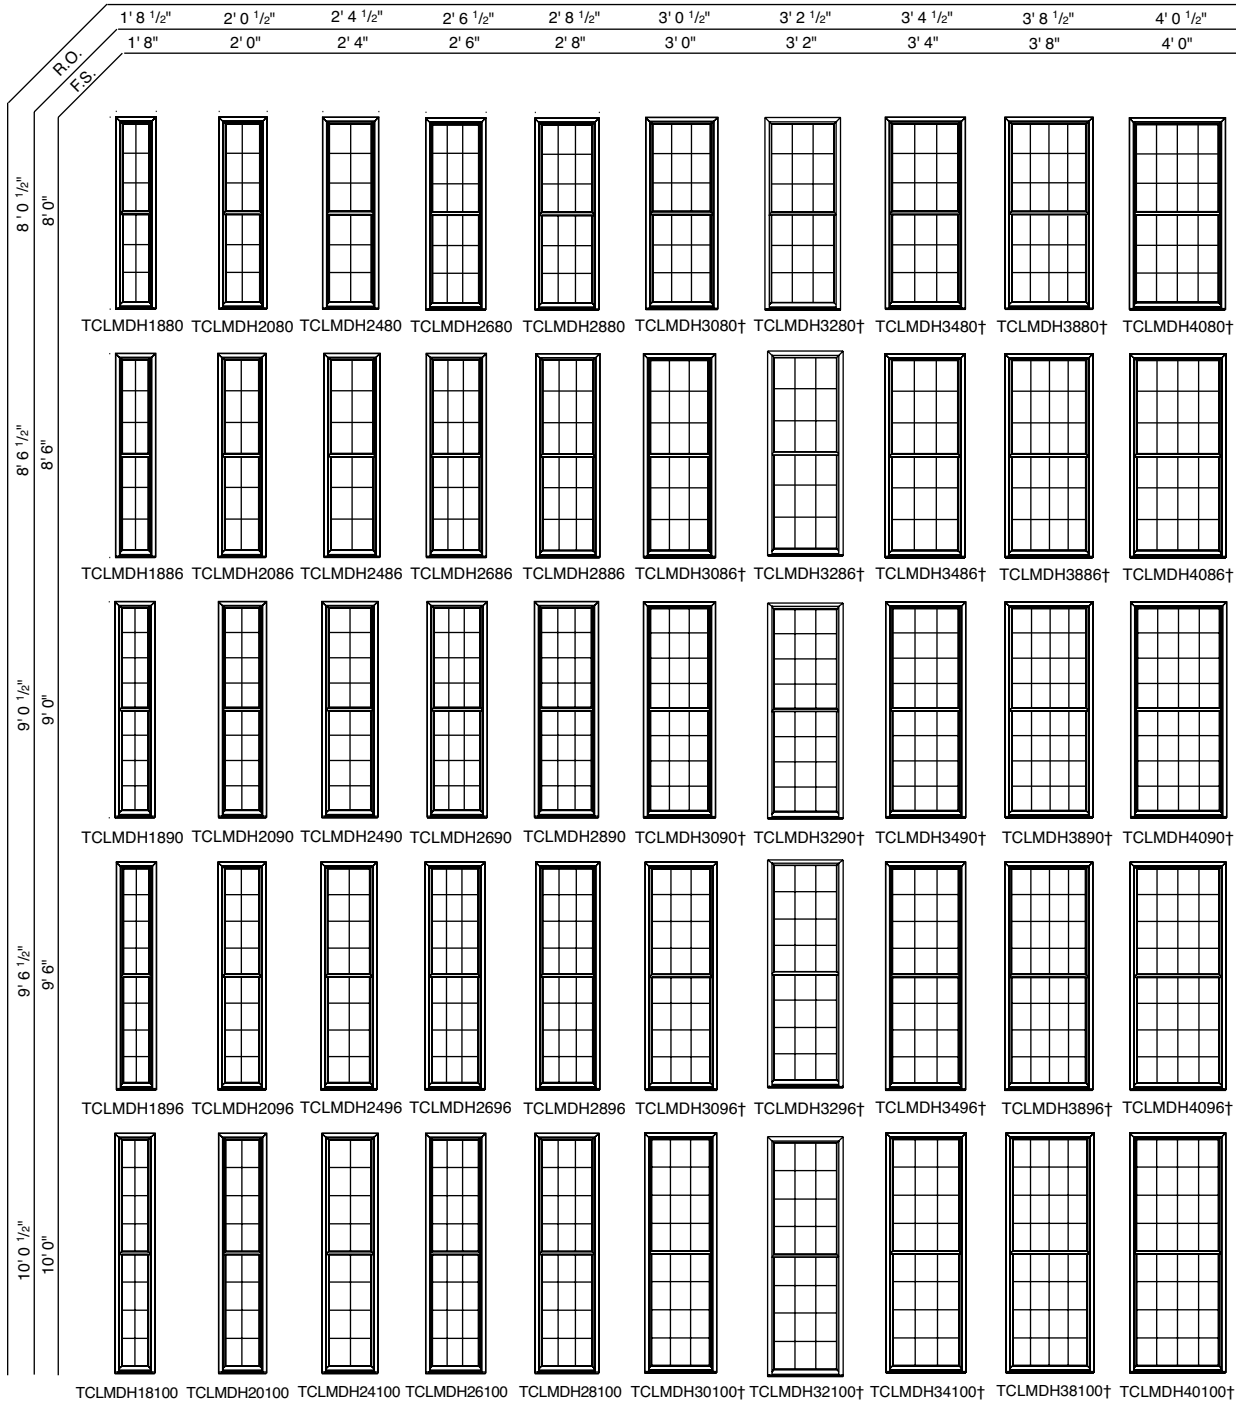 R.O. 1' 8 1/2" 2' 0 1/2" 2' 4 1/2" 2' 6 1/2" 2' 8 1/2" 3' 0 1/2" 3' 2 1/2" 3' 4 1/2" 3' 8 1/2" 4' 0 1/2"
F.S. 1' 8" 2' 0" 2' 4" 2' 6" 2' 8" 3' 0" 3' 2" 3' 4" 3' 8" 4' 0"
8' 0 1/2" 8' 0"
TCLMDH1880 TCLMDH2080 TCLMDH2480 TCLMDH2680 TCLMDH2880 TCLMDH3080† TCLMDH3280† TCLMDH3480† TCLMDH3880† TCLMDH4080†
8' 6 1/2" 8' 6"
TCLMDH1886 TCLMDH2086 TCLMDH2486 TCLMDH2686 TCLMDH2886 TCLMDH3086† TCLMDH3286† TCLMDH3486† TCLMDH3886† TCLMDH4086†
9' 0 1/2" 9' 0"
TCLMDH1890 TCLMDH2090 TCLMDH2490 TCLMDH2690 TCLMDH2890 TCLMDH3090† TCLMDH3290† TCLMDH3490† TCLMDH3890† TCLMDH4090†
9' 6 1/2" 9' 6"
TCLMDH1896 TCLMDH2096 TCLMDH2496 TCLMDH2696 TCLMDH2896 TCLMDH3096† TCLMDH3296† TCLMDH3496† TCLMDH3896† TCLMDH4096†
10' 0 1/2" 10' 0"
TCLMDH18100 TCLMDH20100 TCLMDH24100 TCLMDH26100 TCLMDH28100 TCLMDH30100† TCLMDH32100† TCLMDH34100† TCLMDH38100† TCLMDH40100†